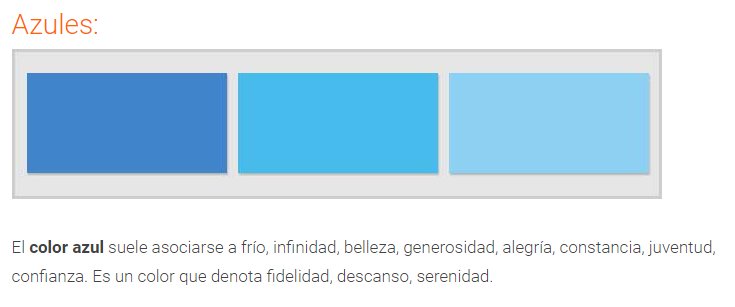 Azules:
El color azul suele asociarse a frío, infinidad, belleza, generosidad, alegría, constancia, juventud,
confianza. Es un color que denota fidelidad, descanso, serenidad.